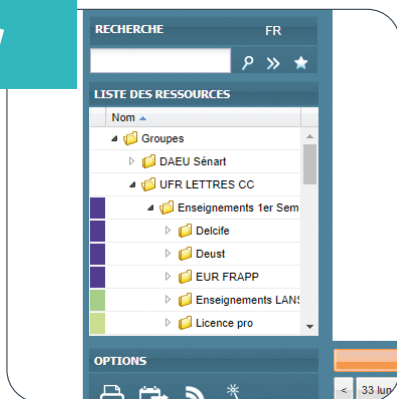 RECHERCHE FR
LISTE DES RESSOURCES
Nom
Groupes
DAEU Sénart
UFR LETTRES CC
Enseignements 1er Sem
Delcife
Deust
EUR FRAPP
Enseignements LANS
Licence pro
OPTIONS
< 33 lun